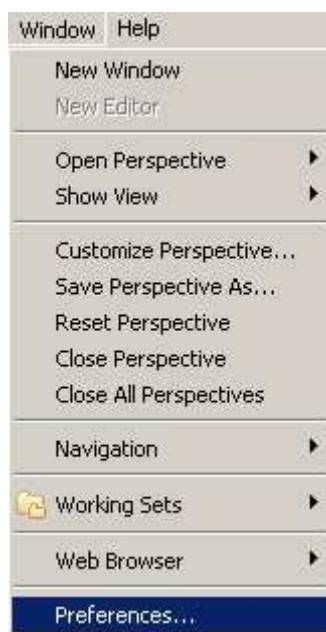 Window Help
New Window
New Editor
Open Perspective
Show View
Customize Perspective...
Save Perspective As...
Reset Perspective
Close Perspective
Close All Perspectives
Navigation
Working Sets
Web Browser
Preferences...